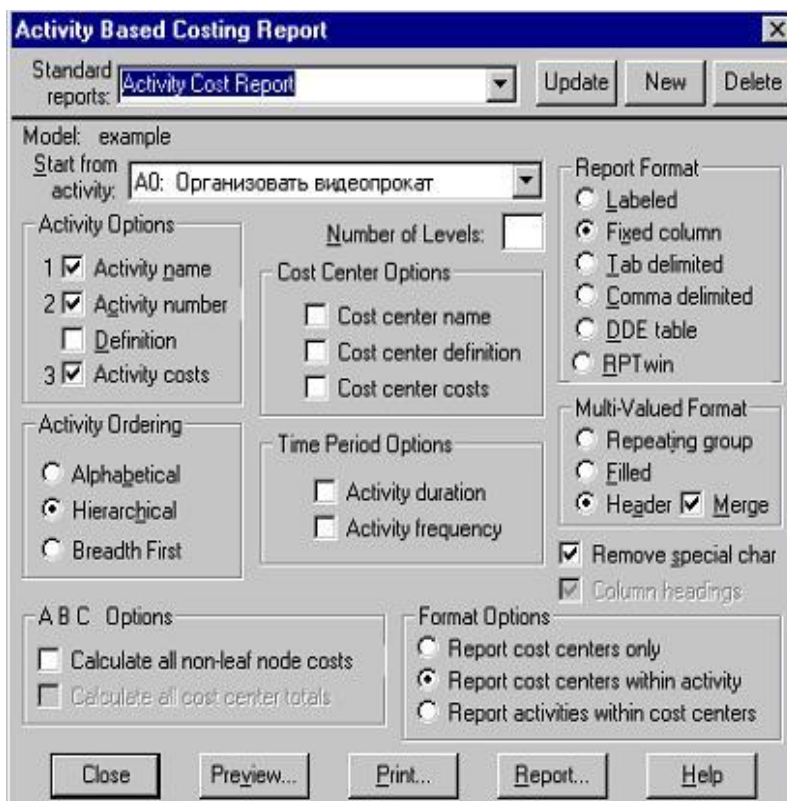 Activity Based Costing Report
Standard reports: Activity Cost Report Update New Delete
Model: example
Start from activity: A0: Организовать видеопрокат
Number of Levels:
Activity Options
1 Activity name
2 Activity number
Definition
3 Activity costs
Cost Center Options
Cost center name
Cost center definition
Cost center costs
Report Format
Labeled
Fixed column
Tab delimited
Comma delimited
DDE table
RPTwin
Activity Ordering
Alphabetical
Hierarchical
Breadth First
Time Period Options
Activity duration
Activity frequency
Multi-Valued Format
Repeating group
Filled
Header Merge
Remove special char
Column headings
A B C Options
Calculate all non-leaf node costs
Calculate all cost center totals
Format Options
Report cost centers only
Report cost centers within activity
Report activities within cost centers
Close Preview... Print... Report... Help